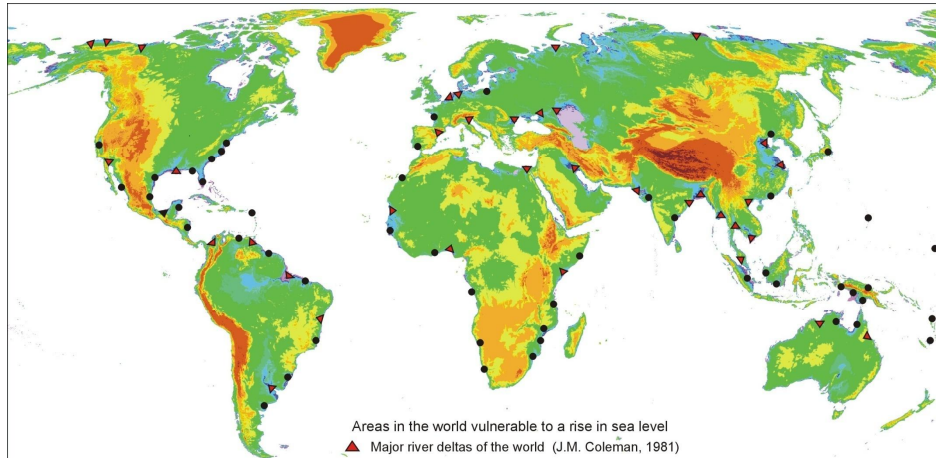 Areas in the world vulnerable to a rise in sea level
Major river deltas of the world (J.M. Coleman, 1981)